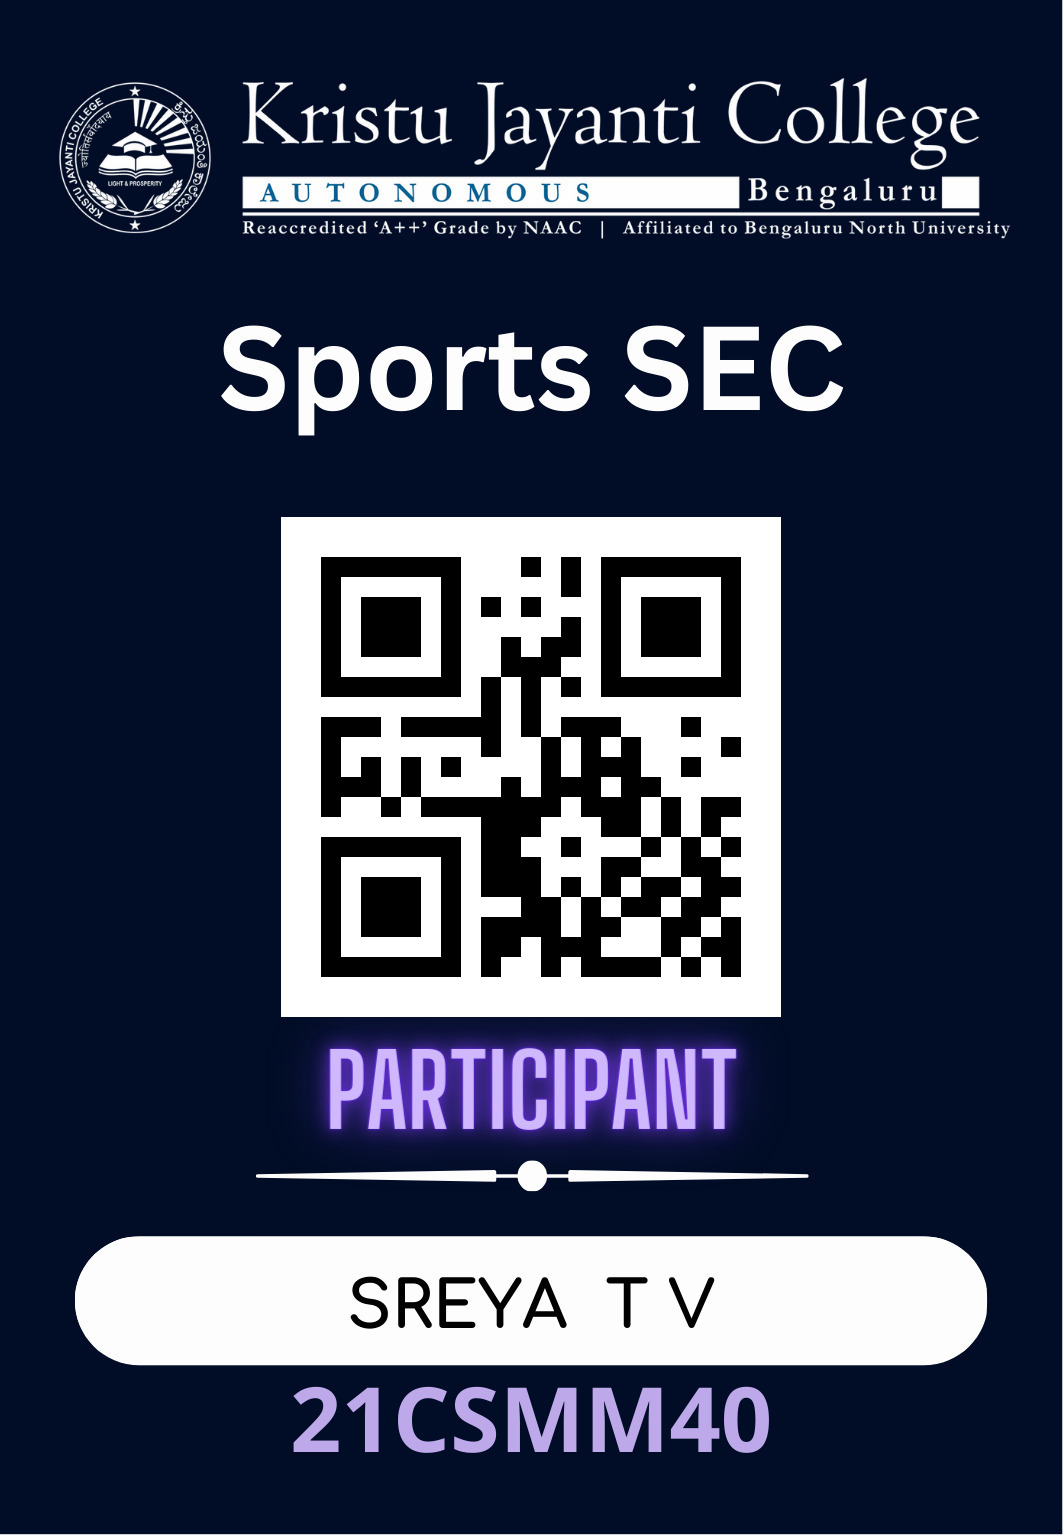 KRISTU JAYANTI COLLEGE
LIGHT & PROSPERITY
Kristu Jayanti College
AUTONOMOUS Bengaluru
Reaccredited ‘A++’ Grade by NAAC | Affiliated to Bengaluru North University
Sports SEC
PARTICIPANT
SREYA T V
21CSMM40